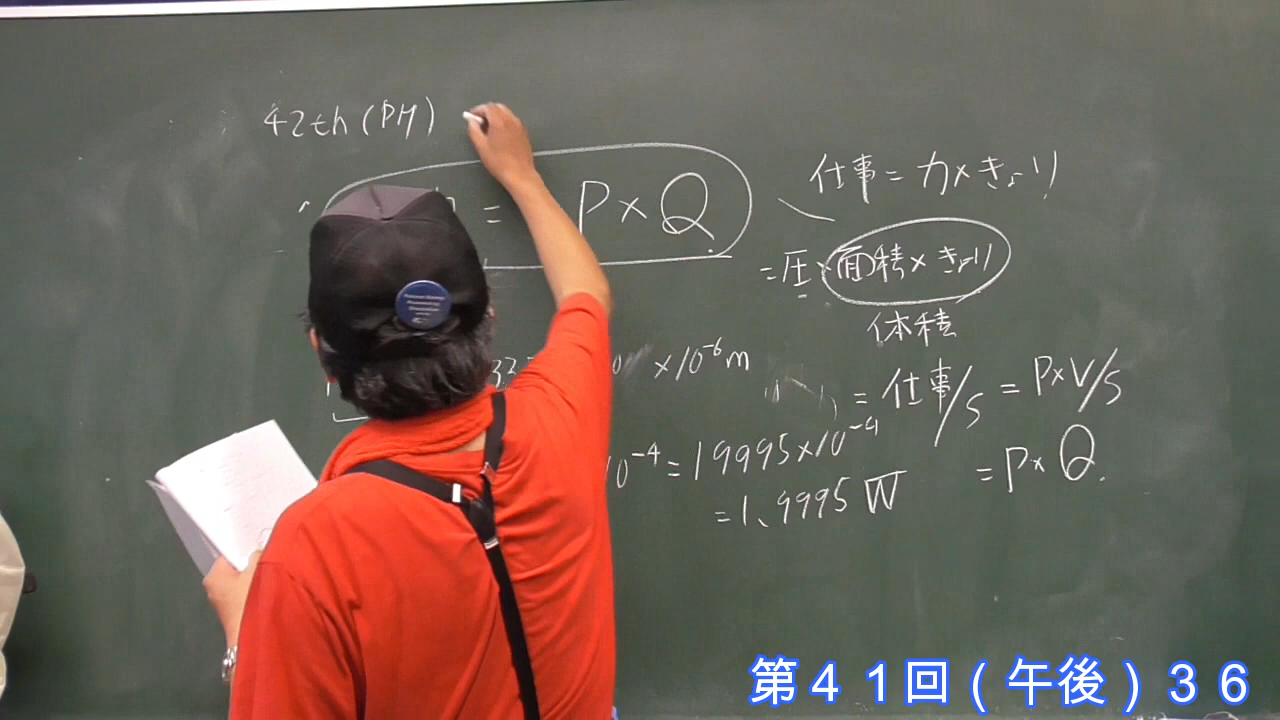 42th (PM)
= P×Q
仕事 = 力×きょり
= 圧×面積×きょり
体積
×10⁻⁶m
= 仕事/s = P×V/s
10⁻⁴ = 19995×10⁻⁴
= P×Q.
= 1.9995 W
第41回(午後)36